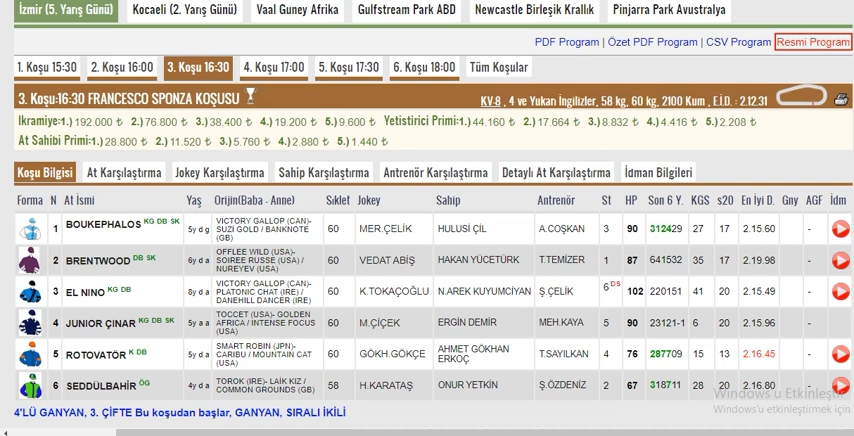 İzmir (5. Yarış Günü) Kocaeli (2. Yarış Günü) Vaal Guney Afrika Gulfstream Park ABD Newcastle Birleşik Krallık Pinjarra Park Avustralya
PDF Program | Özet PDF Program | CSV Program Resmi Program
1. Koşu 15:30 2. Koşu 16:00 3. Koşu 16:30 4. Koşu 17:00 5. Koşu 17:30 6. Koşu 18:00 Tüm Koşular
3. Koşu:16:30 FRANCESCO SPONZA KOŞUSU KV-8 , 4 ve Yukarı İngilizler, 58 kg, 60 kg, 2100 Kum , E.İ.D. : 2.12.31
Ikramiye:1.) 192.000 ₺ 2.) 76.800 ₺ 3.) 38.400 ₺ 4.) 19.200 ₺ 5.) 9.600 ₺ Yetistirici Primi:1.) 44.160 ₺ 2.) 17.664 ₺ 3.) 8.832 ₺ 4.) 4.416 ₺ 5.) 2.208 ₺
At Sahibi Primi:1.) 28.800 ₺ 2.) 11.520 ₺ 3.) 5.760 ₺ 4.) 2.880 ₺ 5.) 1.440 ₺
Koşu Bilgisi At Karşılaştırma Jokey Karşılaştırma Sahip Karşılaştırma Antrenör Karşılaştırma Detaylı At Karşılaştırma İdman Bilgileri
Forma N At İsmi Yaş Orijin(Baba - Anne) Sıklet Jokey Sahip Antrenör St HP Son 6 Y. KGS s20 En İyi D. Gny AGF İdm
1 BOUKEPHALOS KG DB SK 5y d g VICTORY GALLOP (CAN)- SUZI GOLD / BANKNOTE (GB) 60 MER.ÇELİK HULUSİ ÇİL A.COŞKAN 3 90 312429 27 17 2.15.60 -
2 BRENTWOOD DB SK 6y d a OFFLEE WILD (USA)- SOIREE RUSSE (USA) / NUREYEV (USA) 60 VEDAT ABİŞ HAKAN YÜCETÜRK T.TEMİZER 1 87 641532 35 17 2.19.98 -
3 EL NINO KG DB 8y d a VICTORY GALLOP (CAN)- PLATONIC CHAT (IRE) / DANEHILL DANCER (IRE) 60 K.TOKAÇOĞLU N.AREK KUYUMCİYAN Ş.ÇELİK 6 DS 102 220151 41 20 2.15.49 -
4 JUNIOR ÇINAR KG DB SK 5y a a TOCCET (USA)- GOLDEN AFRICA / INTENSE FOCUS (USA) 60 M.ÇİÇEK ERGİN DEMİR MEH.KAYA 5 90 23121-1 6 20 2.15.96 -
5 ROTOVATÖR K DB 4y d a SMART ROBIN (JPN)- CARIBU / MOUNTAIN CAT (USA) 60 GÖKH.GÖKÇE AHMET GÖKHAN ERKOÇ T.SAYILKAN 4 76 287709 15 13 2.16.45 -
6 SEDDÜLBAHİR ÖG 4y d a TOROK (IRE)- LAİK KIZ / COMMON GROUNDS (GB) 58 H.KARATAŞ ONUR YETKİN Ş.ÖZDENİZ 2 67 318711 28 20 2.16.80 -
4'LÜ GANYAN, 3. ÇİFTE Bu koşudan başlar, GANYAN, SIRALI İKİLİ
Windows'u Etkinleştir
Windows'u etkinleştirmek için